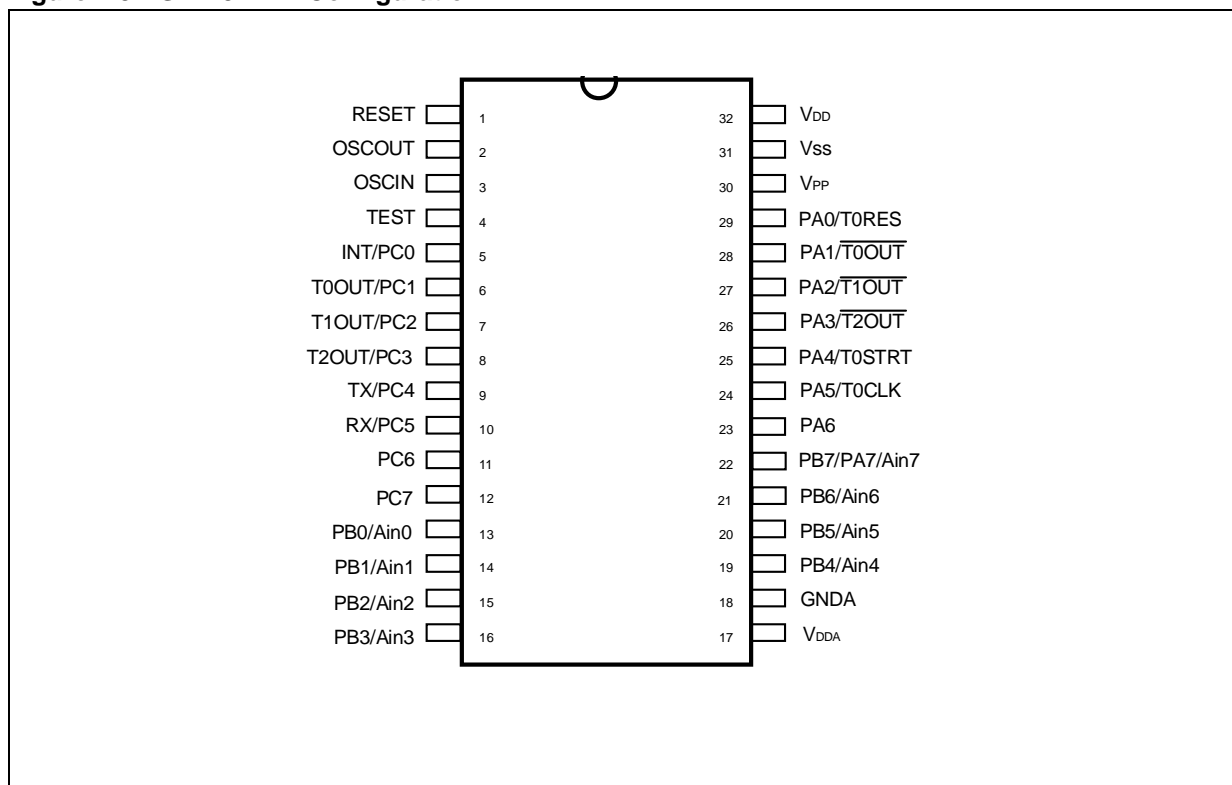 RESET 1 32 VDD
OSCOUT 2 31 Vss
OSCIN 3 30 VPP
TEST 4 29 PA0/T0RES
INT/PC0 5 28 PA1/T0OUT
T0OUT/PC1 6 27 PA2/T1OUT
T1OUT/PC2 7 26 PA3/T2OUT
T2OUT/PC3 8 25 PA4/T0STRT
TX/PC4 9 24 PA5/T0CLK
RX/PC5 10 23 PA6
PC6 11 22 PB7/PA7/Ain7
PC7 12 21 PB6/Ain6
PB0/Ain0 13 20 PB5/Ain5
PB1/Ain1 14 19 PB4/Ain4
PB2/Ain2 15 18 GNDA
PB3/Ain3 16 17 VDDA